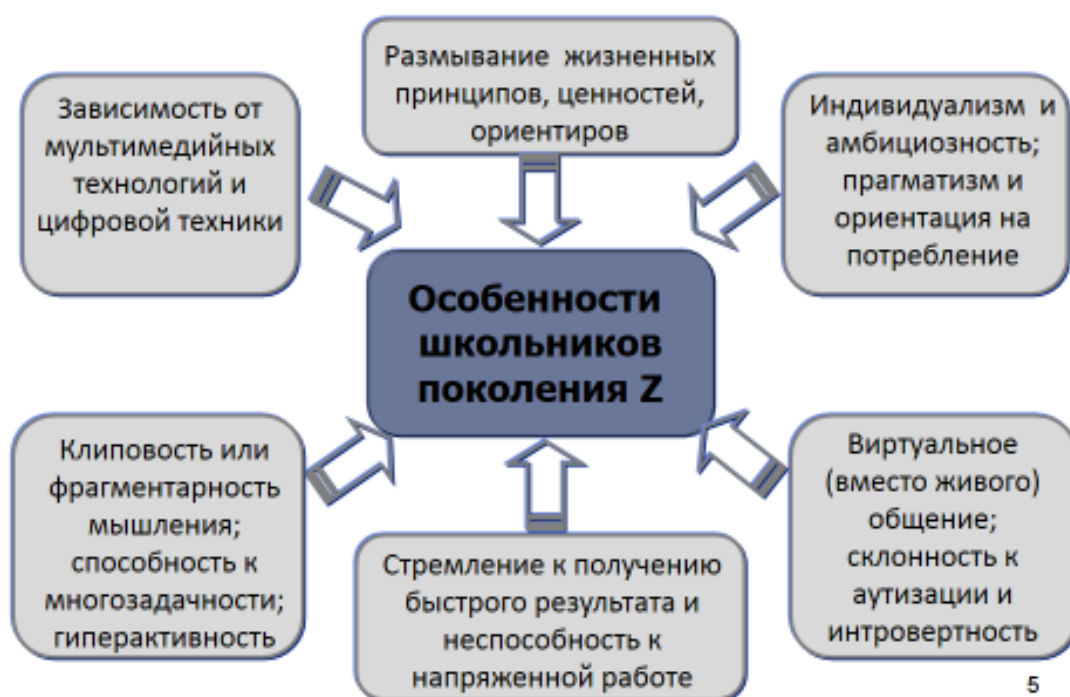 Размывание жизненных
принципов, ценностей,
ориентиров
Зависимость от
мультимедийных
технологий и
цифровой техники
Индивидуализм и
амбициозность;
прагматизм и
ориентация на
потребление
Особенности
школьников
поколения Z
Клиповость или
фрагментарность
мышления;
способность к
многозадачности;
гиперактивность
Стремление к получению
быстрого результата и
неспособность к
напряженной работе
Виртуальное
(вместо живого)
общение;
склонность к
аутизации и
интровертность
5